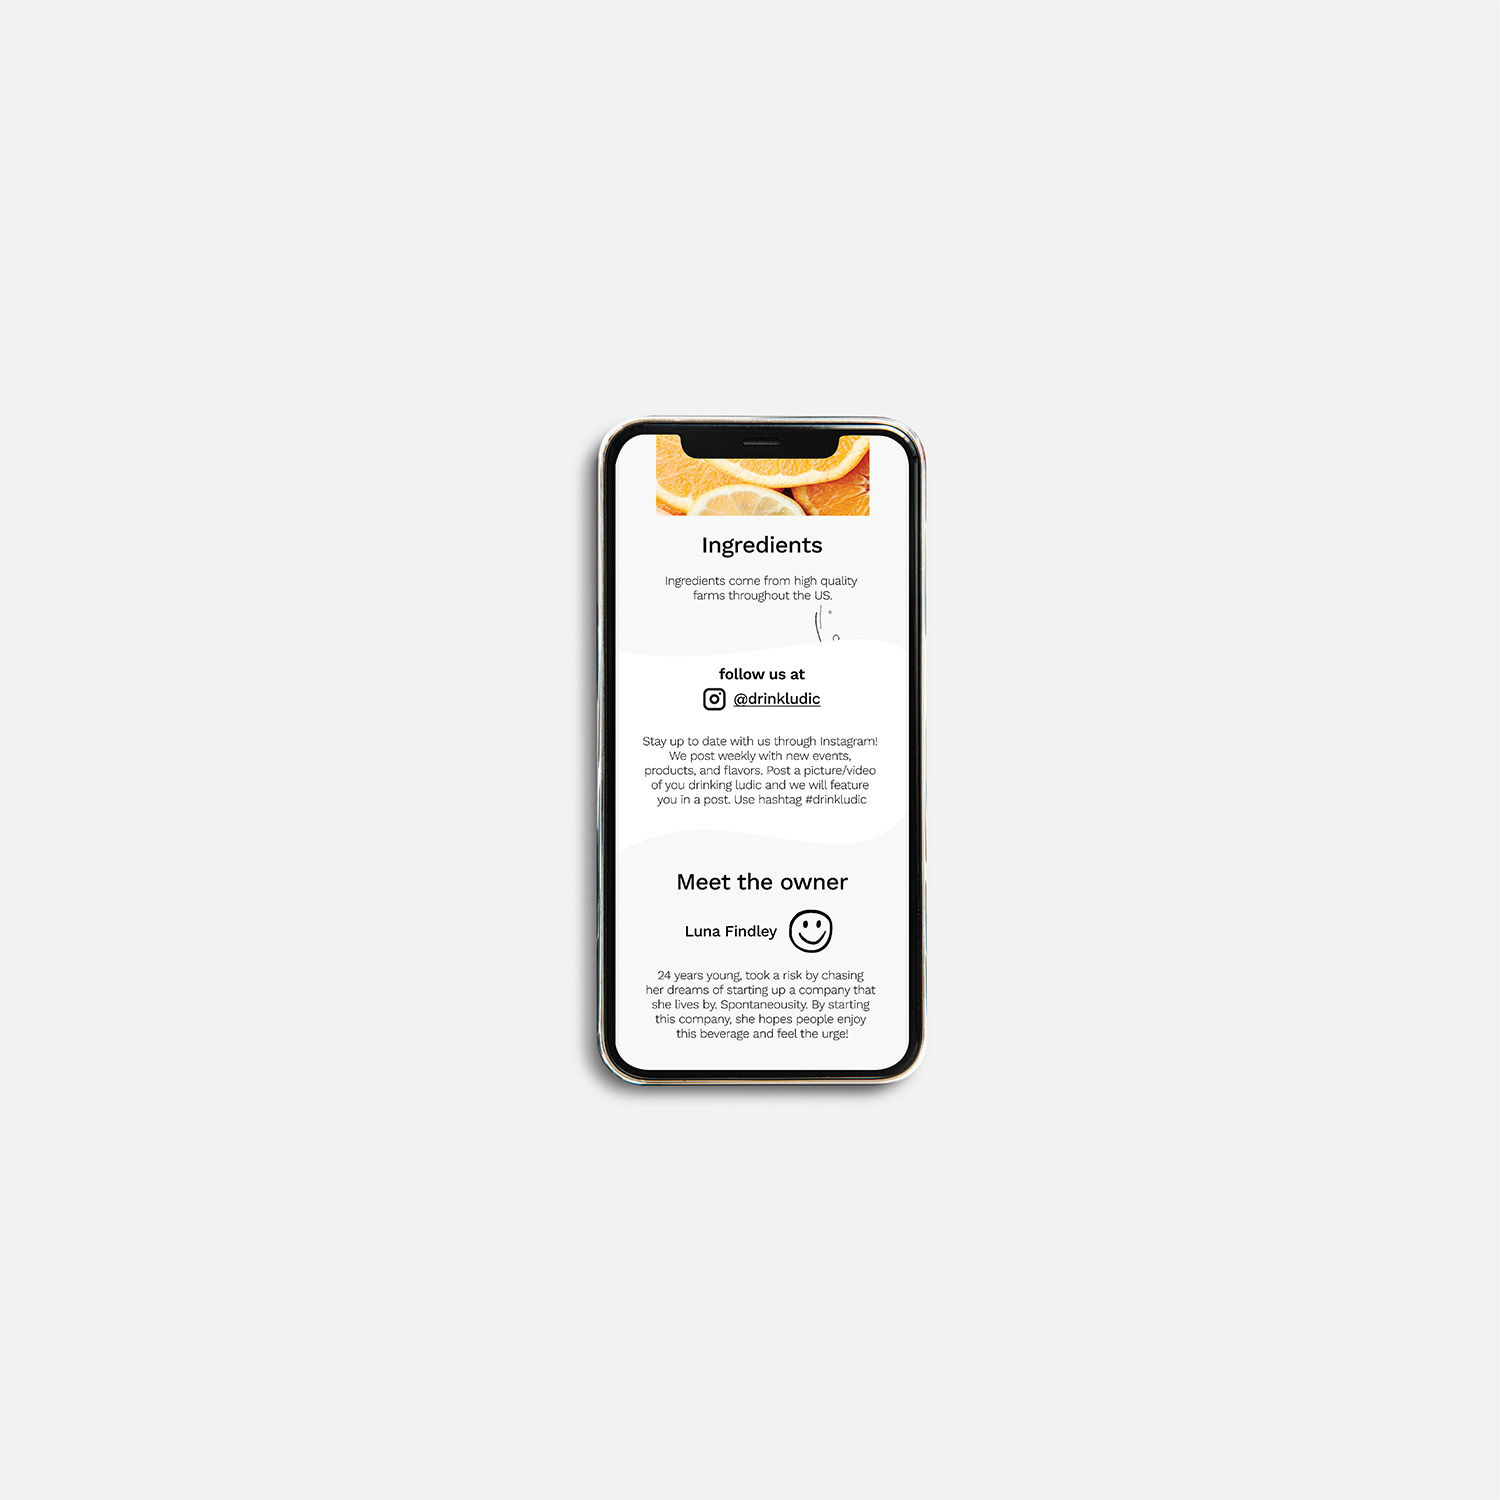 Ingredients
Ingredients come from high quality
farms throughout the US.
follow us at
@drinkludic
Stay up to date with us through Instagram!
We post weekly with new events,
products, and flavors. Post a picture/video
of you drinking ludic and we will feature
you in a post. Use hashtag #drinkludic
Meet the owner
Luna Findley
24 years young, took a risk by chasing
her dreams of starting up a company that
she lives by. Spontaneousity. By starting
this company, she hopes people enjoy
this beverage and feel the urge!